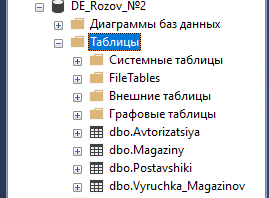 DE_Rozov_№2
Диаграммы баз данных
Таблицы
Системные таблицы
FileTables
Внешние таблицы
Графовые таблицы
dbo.Avtorizatsiya
dbo.Magaziny
dbo.Postavshiki
dbo.Vyruchka_Magazinov